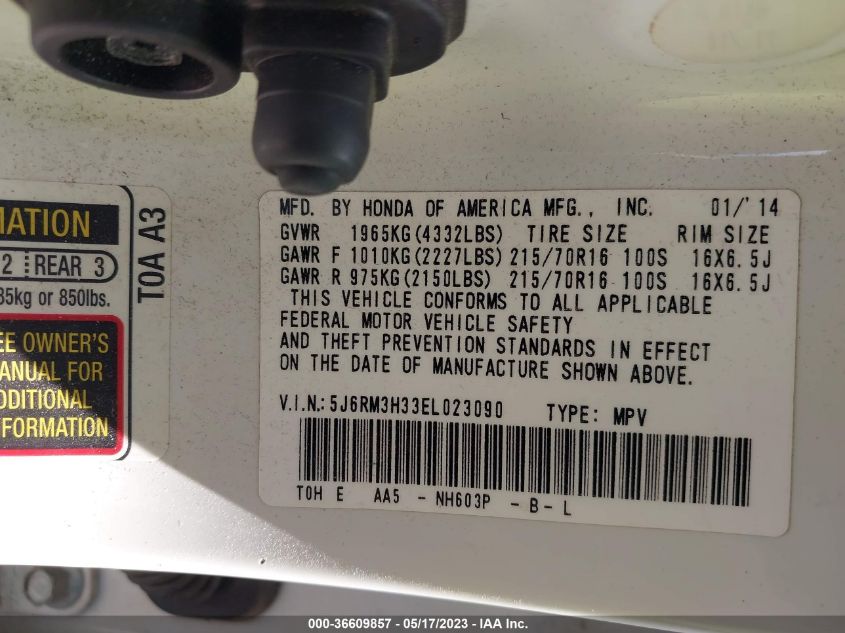 MATION
2 REAR 3
85kg or 850lbs.
EE OWNER'S
ANUAL FOR
DDITIONAL
FORMATION
T0A A3
MFD. BY HONDA OF AMERICA MFG., INC. 01/'14
GVWR 1965KG(4332LBS) TIRE SIZE RIM SIZE
GAWR F 1010KG(2227LBS) 215/70R16 100S 16X6.5J
GAWR R 975KG(2150LBS) 215/70R16 100S 16X6.5J
THIS VEHICLE CONFORMS TO ALL APPLICABLE
FEDERAL MOTOR VEHICLE SAFETY
AND THEFT PREVENTION STANDARDS IN EFFECT
ON THE DATE OF MANUFACTURE SHOWN ABOVE.
V.I.N.: 5J6RM3H33EL023090 TYPE: MPV
T0H E AA5 - NH603P - B - L
000-36609857 - 05/17/2023 - IAA Inc.